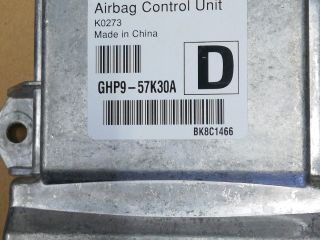 Airbag Control Unit
K0273
Made in China
GHP9-57K30A
D
BK8C1466